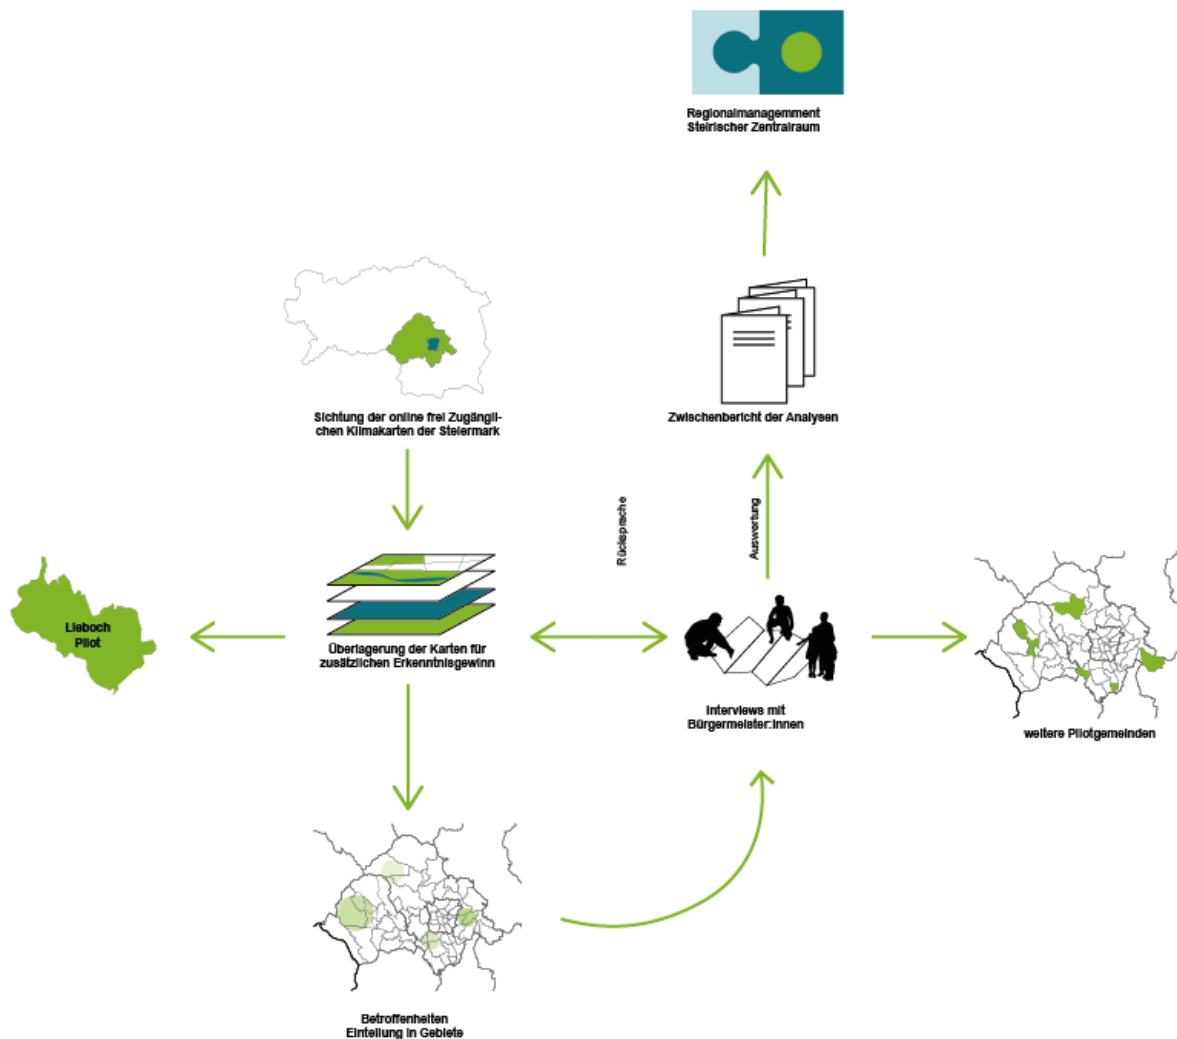 Regionalmanagemment
Steirischer Zentralraum
Sichtung der online frei Zugängli-
chen Klimakarten der Steiermark
Zwischenbericht der Analysen
Rücksprache
Auswertung
Lieboch
Pilot
Überlagerung der Karten für
zusätzlichen Erkenntnisgewinn
Interviews mit
Bürgermeister:innen
weitere Pilotgemeinden
Betroffenheiten
Einteilung in Gebiete